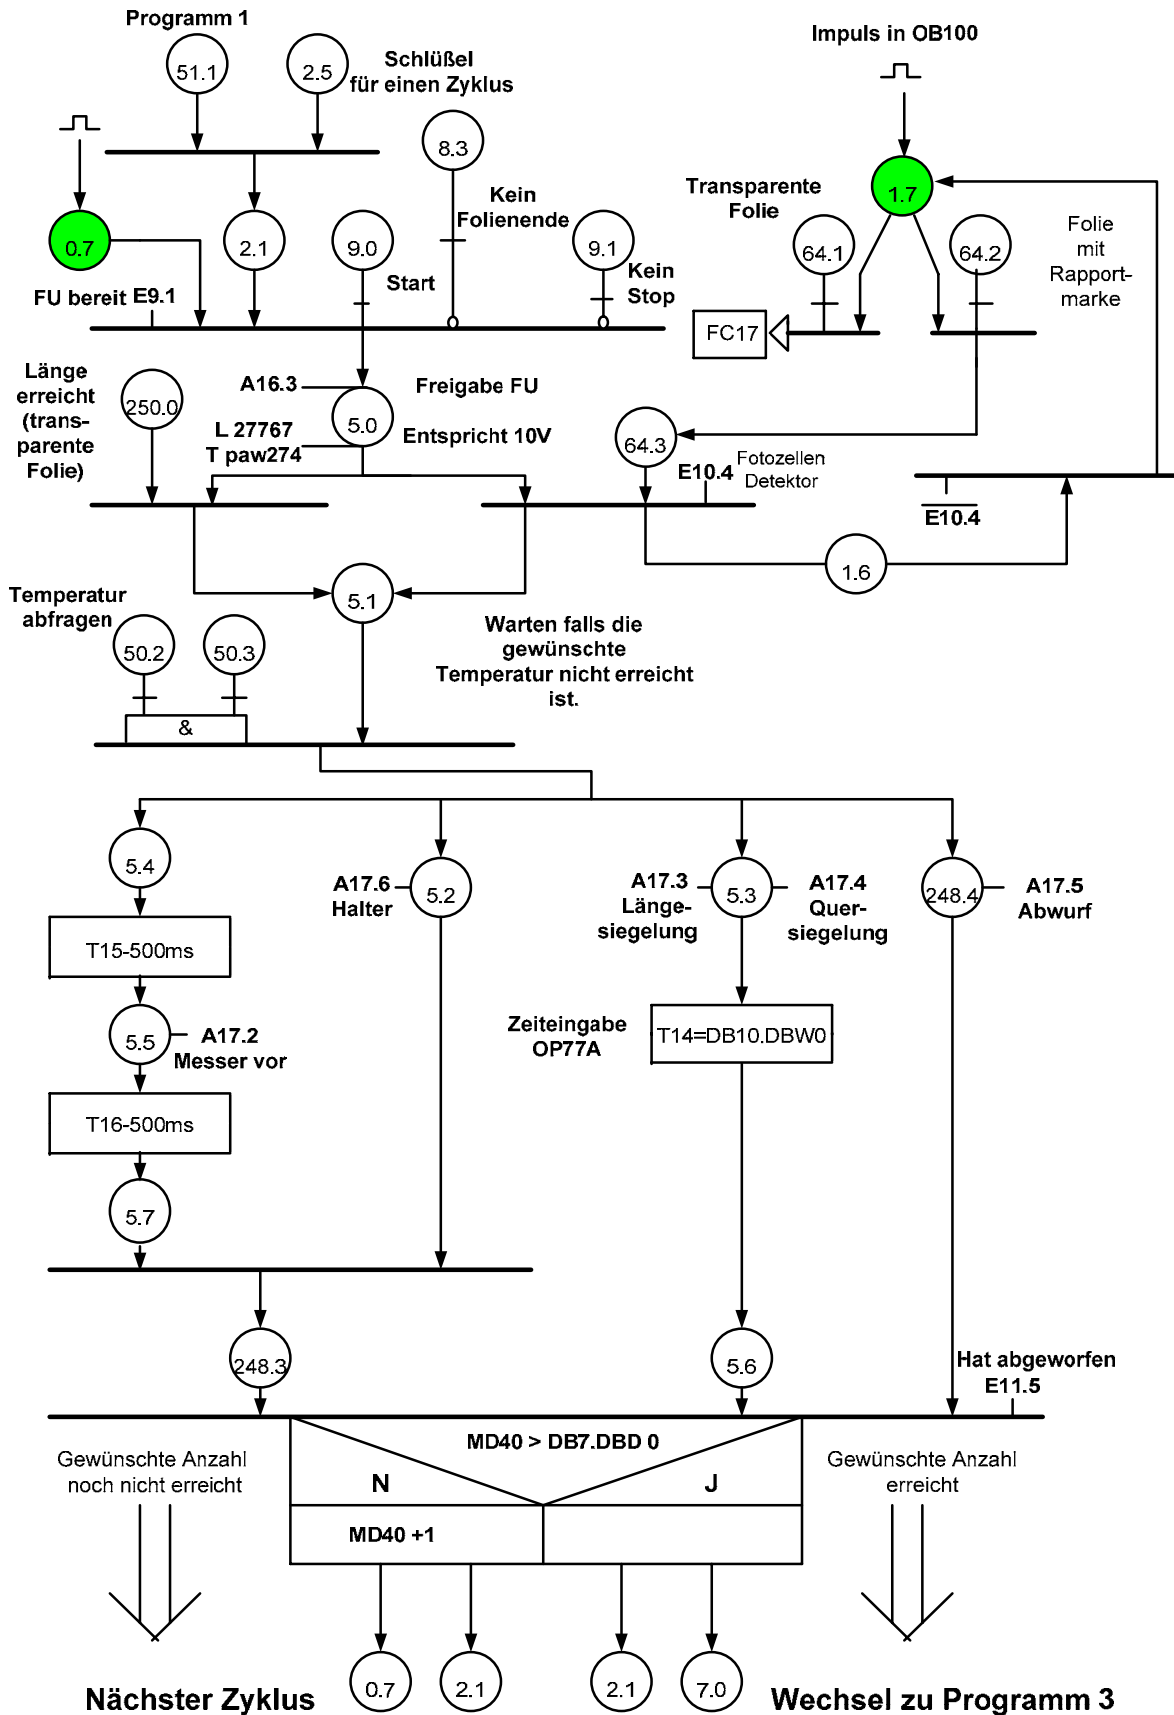 Programm 1
Impuls in OB100
51.1
2.5
Schlüßel
für einen Zyklus
8.3
1.7
Transparente
Folie
Kein
Folienende
Folie
mit
Rapport-
marke
0.7
2.1
9.0
9.1
64.1
64.2
Start
Kein
Stop
FU bereit E9.1
FC17
Länge
erreicht
(trans-
parente
Folie)
250.0
A16.3
Freigabe FU
5.0
L 27767
T paw274
Entspricht 10V
64.3
E10.4
Fotozellen
Detektor
E10.4
1.6
5.1
Temperatur
abfragen
50.2
50.3
Warten falls die
gewünschte
Temperatur nicht erreicht
ist.
&
5.4
A17.6
Halter
5.2
A17.3
Länge-
siegelung
5.3
A17.4
Quer-
siegelung
248.4
A17.5
Abwurf
T15-500ms
5.5
A17.2
Messer vor
Zeiteingabe
OP77A
T14=DB10.DBW0
T16-500ms
5.7
248.3
5.6
Hat abgeworfen
E11.5
Gewünschte Anzahl
noch nicht erreicht
MD40 > DB7.DBD 0
N
J
Gewünschte Anzahl
erreicht
MD40 +1
0.7
2.1
2.1
7.0
Nächster Zyklus
Wechsel zu Programm 3